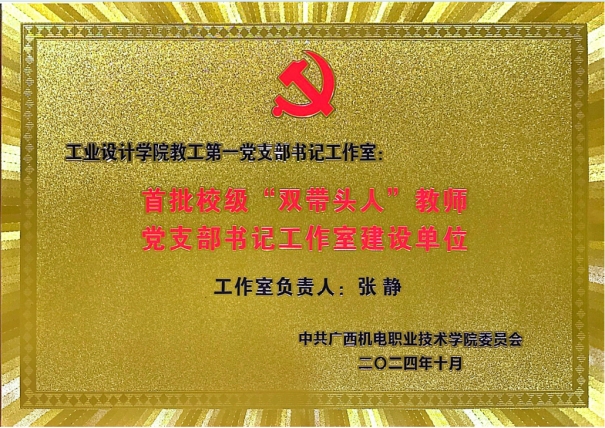 工业设计学院教工第一党支部书记工作室：
首批校级“双带头人”教师
党支部书记工作室建设单位
工作室负责人：张 静
中共广西机电职业技术学院委员会
二〇二四年十月